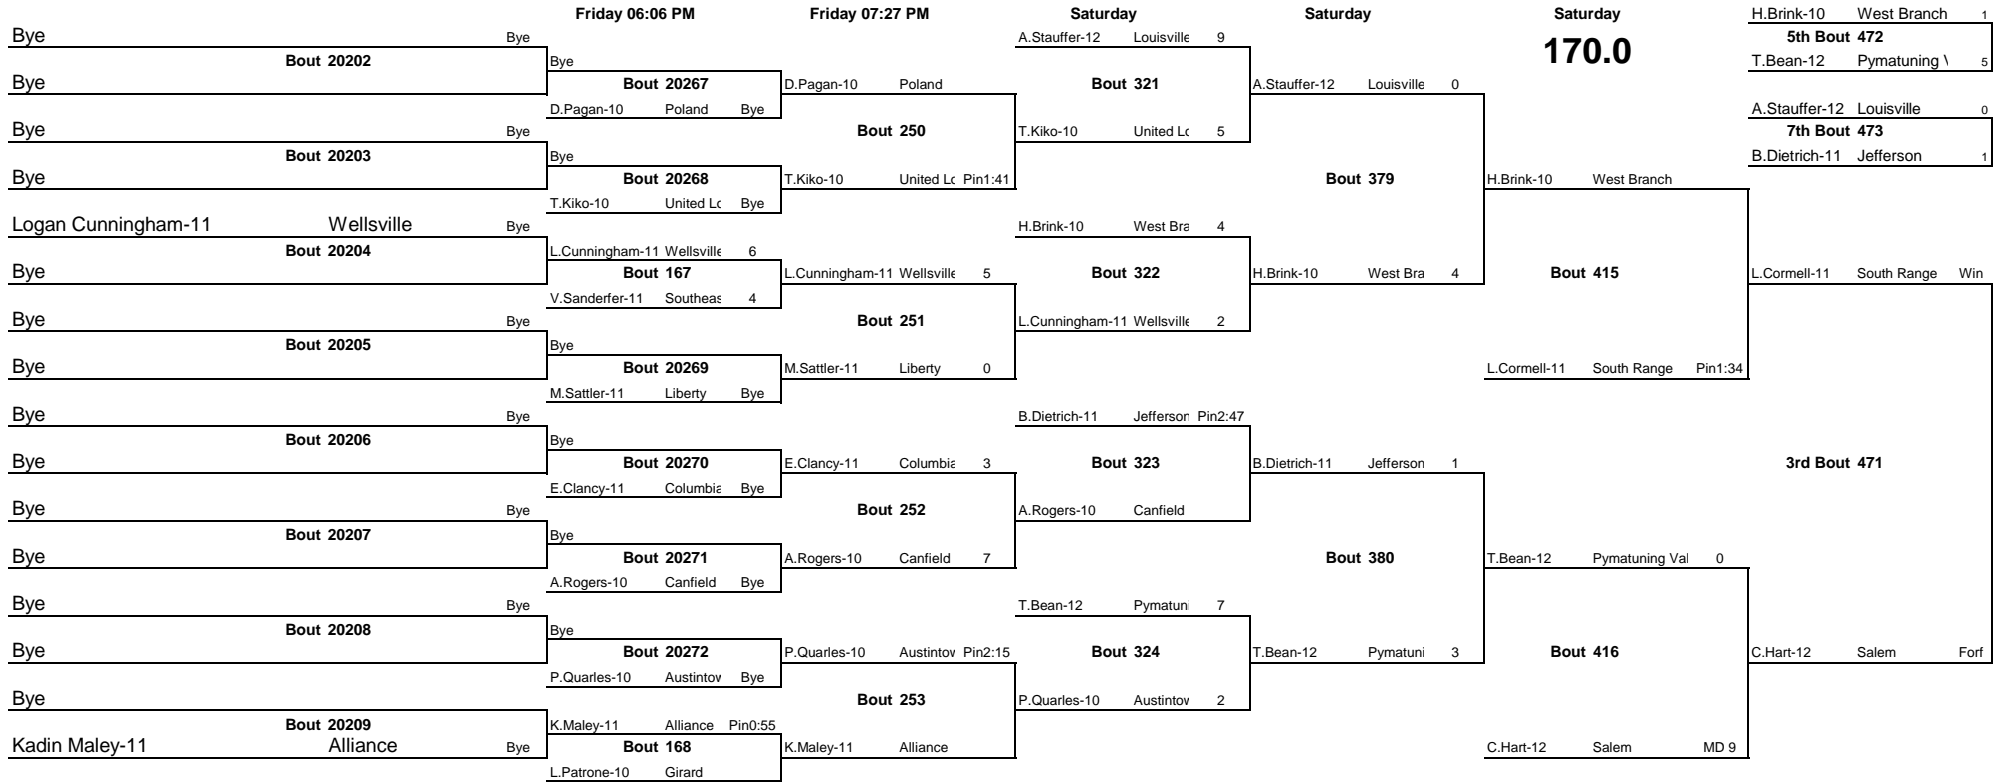 Friday 06:06 PM Friday 07:27 PM Saturday Saturday Saturday H.Brink-10 West Branch 1
Bye Bye A.Stauffer-12 Louisville 9 170.0 5th Bout 472
Bout 20202 Bye T.Bean-12 Pymatuning \ 5
Bye Bout 20267 D.Pagan-10 Poland Bout 321 A.Stauffer-12 Louisville 0
D.Pagan-10 Poland Bye A.Stauffer-12 Louisville 0
Bye Bye Bout 250 T.Kiko-10 United Lo 5 7th Bout 473
Bout 20203 Bye B.Dietrich-11 Jefferson 1
Bye Bout 20268 T.Kiko-10 United Lo Pin1:41 Bout 379 H.Brink-10 West Branch
T.Kiko-10 United Lo Bye
Logan Cunningham-11 Wellsville Bye H.Brink-10 West Bra 4
Bout 20204 L.Cunningham-11 Wellsville 6
Bye Bout 167 L.Cunningham-11 Wellsville 5 Bout 322 H.Brink-10 West Bra 4 Bout 415 L.Cormell-11 South Range Win
V.Sanderfer-11 Southeas 4
Bye Bye Bout 251 L.Cunningham-11 Wellsville 2
Bout 20205 Bye
Bye Bout 20269 M.Sattler-11 Liberty 0 L.Cormell-11 South Range Pin1:34
M.Sattler-11 Liberty Bye
Bye Bye B.Dietrich-11 Jefferson Pin2:47
Bout 20206 Bye
Bye Bout 20270 E.Clancy-11 Columbia 3 Bout 323 B.Dietrich-11 Jefferson 1 3rd Bout 471
E.Clancy-11 Columbia Bye
Bye Bye Bout 252 A.Rogers-10 Canfield
Bout 20207 Bye
Bye Bout 20271 A.Rogers-10 Canfield 7 Bout 380 T.Bean-12 Pymatuning Val 0
A.Rogers-10 Canfield Bye
Bye Bye T.Bean-12 Pymatuni 7
Bout 20208 Bye
Bye Bout 20272 P.Quarles-10 Austintow Pin2:15 Bout 324 T.Bean-12 Pymatuni 3 Bout 416 C.Hart-12 Salem Forf
P.Quarles-10 Austintow Bye
Bye Bout 253 P.Quarles-10 Austintow 2
Bout 20209 K.Maley-11 Alliance Pin0:55
Kadin Maley-11 Alliance Bye Bout 168 K.Maley-11 Alliance C.Hart-12 Salem MD 9
L.Patrone-10 Girard